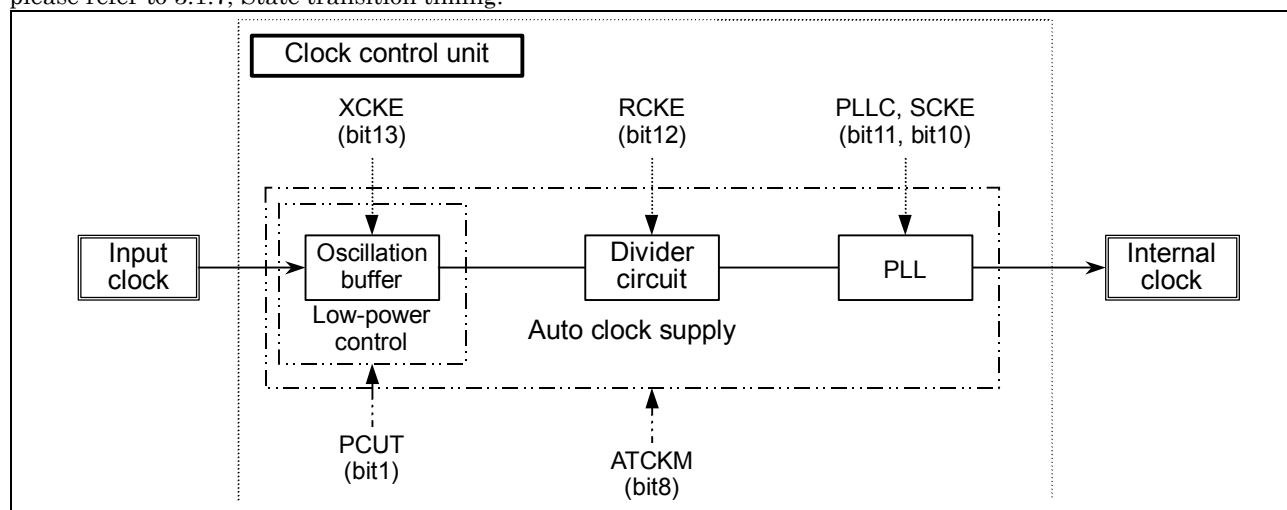 please refer to 3.1.7, State transition timing.
Clock control unit
XCKE
(bit13)
RCKE
(bit12)
PLLC, SCKE
(bit11, bit10)
Input
clock
Oscillation
buffer
Divider
circuit
PLL
Internal
clock
Low-power
control
Auto clock supply
PCUT
(bit1)
ATCKM
(bit8)